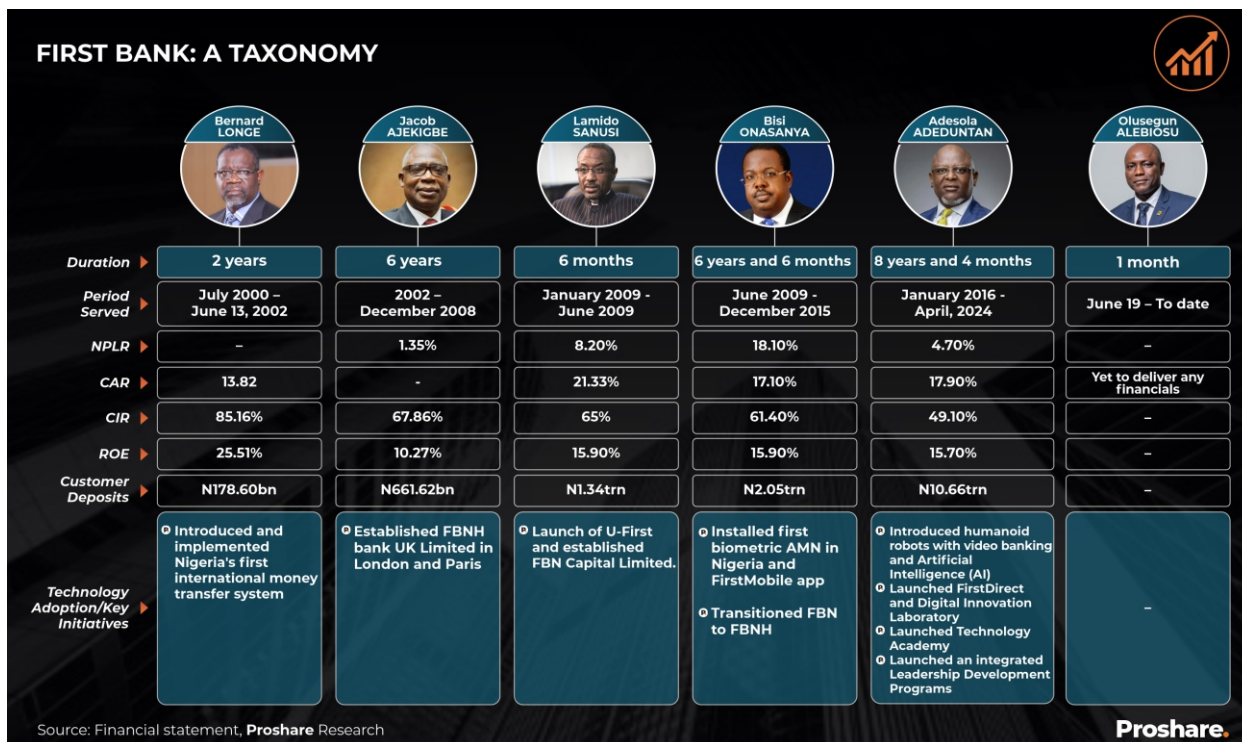 FIRST BANK: A TAXONOMY
Bernard
LONGE
Jacob
AJEKIGBE
Lamido
SANUSI
Bisi
ONASANYA
Adesola
ADEDUNTAN
Olusegun
ALEBIOSU
Duration
2 years
6 years
6 months
6 years and 6 months
8 years and 4 months
1 month
Period
Served
July 2000 –
June 13, 2002
2002 –
December 2008
January 2009 -
June 2009
June 2009 -
December 2015
January 2016 -
April, 2024
June 19 – To date
NPLR
–
1.35%
8.20%
18.10%
4.70%
–
CAR
13.82
-
21.33%
17.10%
17.90%
Yet to deliver any
financials
CIR
85.16%
67.86%
65%
61.40%
49.10%
–
ROE
25.51%
10.27%
15.90%
15.90%
15.70%
–
Customer
Deposits
N178.60bn
N661.62bn
N1.34trn
N2.05trn
N10.66trn
–
Technology
Adoption/Key
Initiatives
Introduced and
implemented
Nigeria's first
international money
transfer system
Established FBNH
bank UK Limited in
London and Paris
Launch of U-First
and established
FBN Capital Limited.
Installed first
biometric AMN in
Nigeria and
FirstMobile app
Transitioned FBN
to FBNH
Introduced humanoid
robots with video banking
and Artificial
Intelligence (AI)
Launched FirstDirect
and Digital Innovation
Laboratory
Launched Technology
Academy
Launched an integrated
Leadership Development
Programs
–
Source: Financial statement, Proshare Research
Proshare.